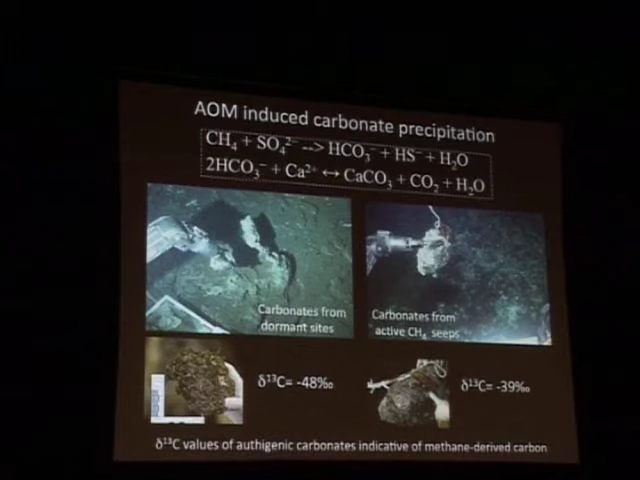 AOM induced carbonate precipitation
CH₄ + SO₄²⁻ --> HCO₃⁻ + HS⁻ + H₂O
2HCO₃⁻ + Ca²⁺ ↔ CaCO₃ + CO₂ + H₂O
Carbonates from
dormant sites
Carbonates from
active CH₄ seeps
δ¹³C= -48‰
δ¹³C= -39‰
δ¹³C values of authigenic carbonates indicative of methane-derived carbon